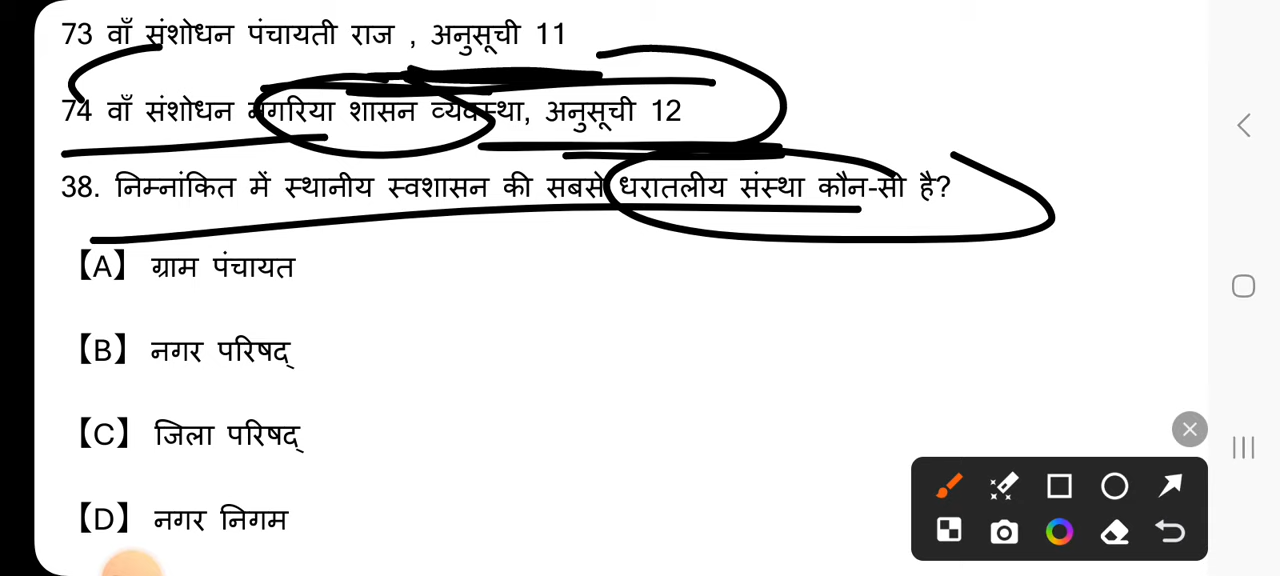 73 वाँ संशोधन पंचायती राज , अनुसूची 11
74 वाँ संशोधन नगरिया शासन व्यवस्था, अनुसूची 12
38. निम्नांकित में स्थानीय स्वशासन की सबसे धरातलीय संस्था कौन-सी है?
【A】 ग्राम पंचायत
【B】 नगर परिषद्
【C】 जिला परिषद्
【D】 नगर निगम